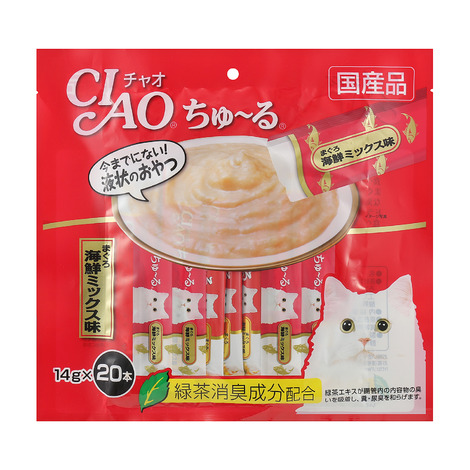 CIAO
チャオ
ちゅ〜る
国産品
今までにない!
液状のおやつ
まぐろ
海鮮ミックス味
まぐろ
海鮮ミックス味
ちゅ〜る
14g×20本
緑茶消臭成分配合
緑茶エキスが腸管内の内容物の臭
いを吸着し、糞・尿臭を和らげます。